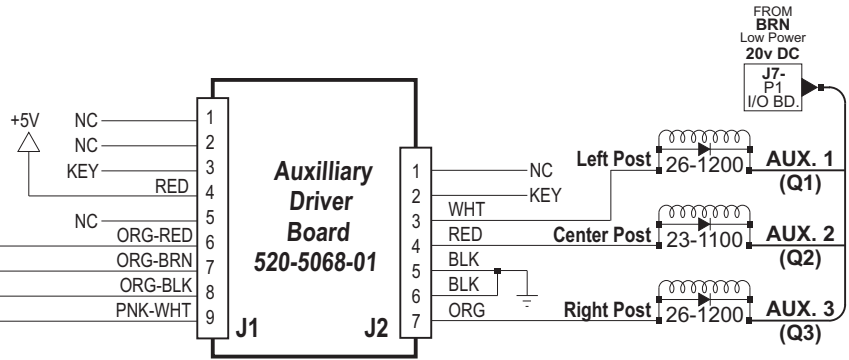 FROM
BRN
Low Power
20v DC
J7-
P1
I/O BD.
+5V
NC
NC
KEY
RED
NC
ORG-RED
ORG-BRN
ORG-BLK
PNK-WHT
1
2
3
4
5
6
7
8
9
J1
Auxilliary
Driver
Board
520-5068-01
J2
1
2
3
4
5
6
7
NC
KEY
WHT
RED
BLK
BLK
ORG
Left Post
26-1200
AUX. 1
(Q1)
Center Post
23-1100
AUX. 2
(Q2)
Right Post
26-1200
AUX. 3
(Q3)